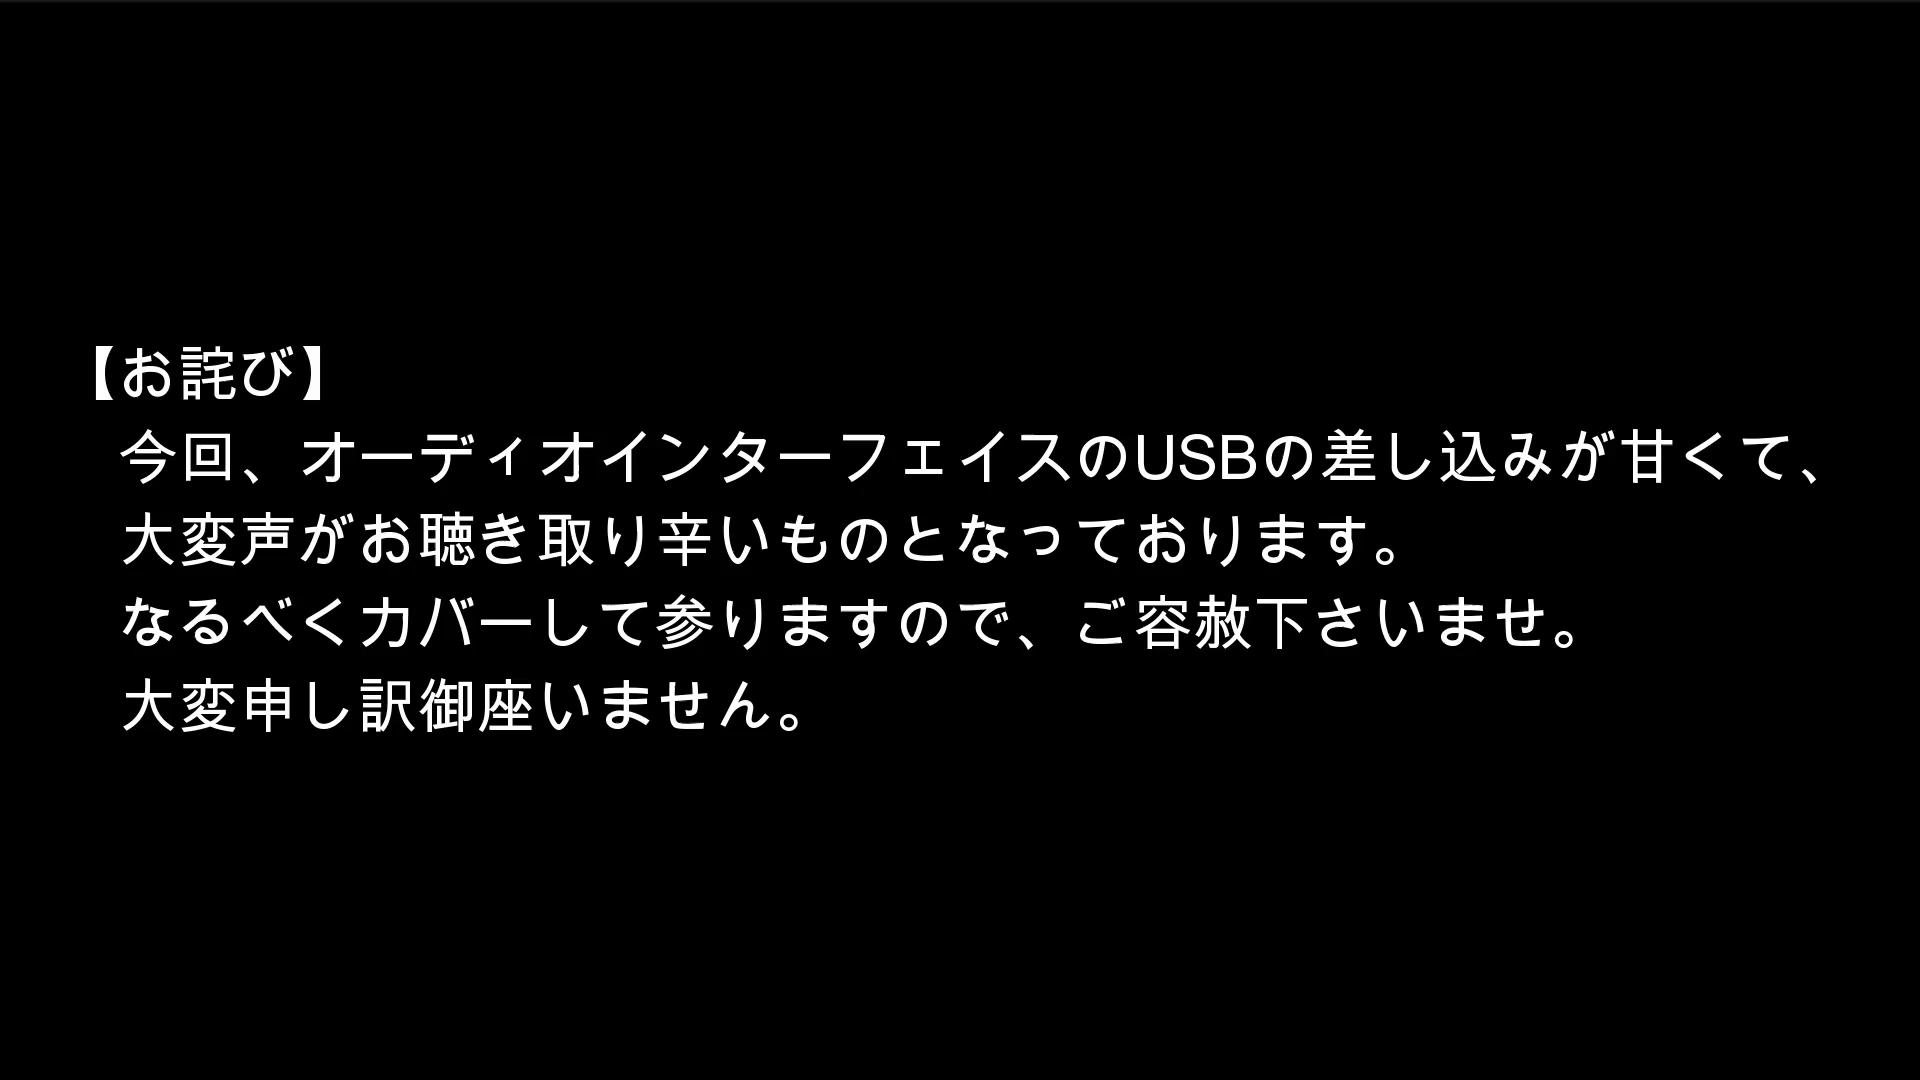 【お詫び】
今回、オーディオインターフェイスのUSBの差し込みが甘くて、
大変声がお聴き取り辛いものとなっております。
なるべくカバーして参りますので、ご容赦下さいませ。
大変申し訳御座いません。